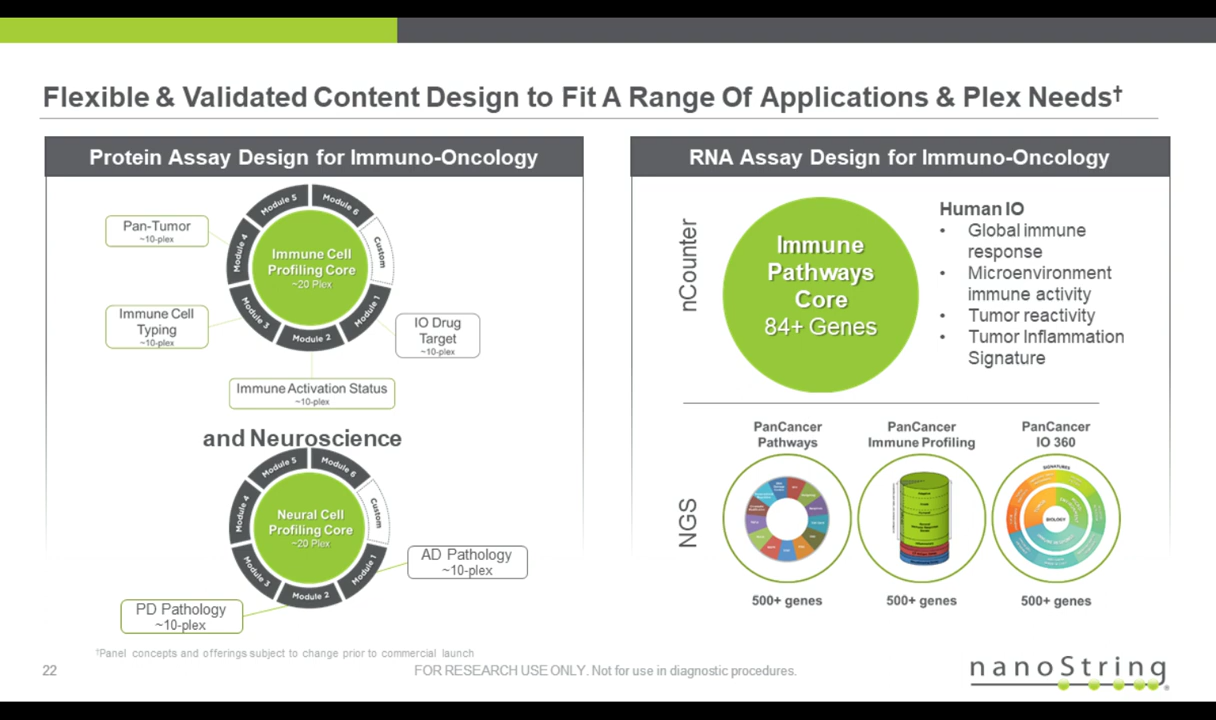 Flexible & Validated Content Design to Fit A Range Of Applications & Plex Needs†
Protein Assay Design for Immuno-Oncology
Module 5
Module 6
Custom
Module 4
Module 3
Module 2
Module 1
Immune Cell
Profiling Core
~20 Plex
Pan-Tumor
~10-plex
Immune Cell
Typing
~10-plex
IO Drug
Target
~10-plex
Immune Activation Status
~10-plex
and Neuroscience
Module 5
Module 6
Custom
Module 4
Module 3
Module 2
Module 1
Neural Cell
Profiling Core
~20 Plex
AD Pathology
~10-plex
PD Pathology
~10-plex
RNA Assay Design for Immuno-Oncology
nCounter
Immune
Pathways
Core
84+ Genes
Human IO
• Global immune
response
• Microenvironment
immune activity
• Tumor reactivity
• Tumor Inflammation
Signature
NGS
PanCancer
Pathways
PanCancer
Immune Profiling
PanCancer
IO 360
SIGNATURES
TUMOR
BIOLOGY
500+ genes
500+ genes
500+ genes
†Panel concepts and offerings subject to change prior to commercial launch
22
FOR RESEARCH USE ONLY. Not for use in diagnostic procedures.
nanoString®